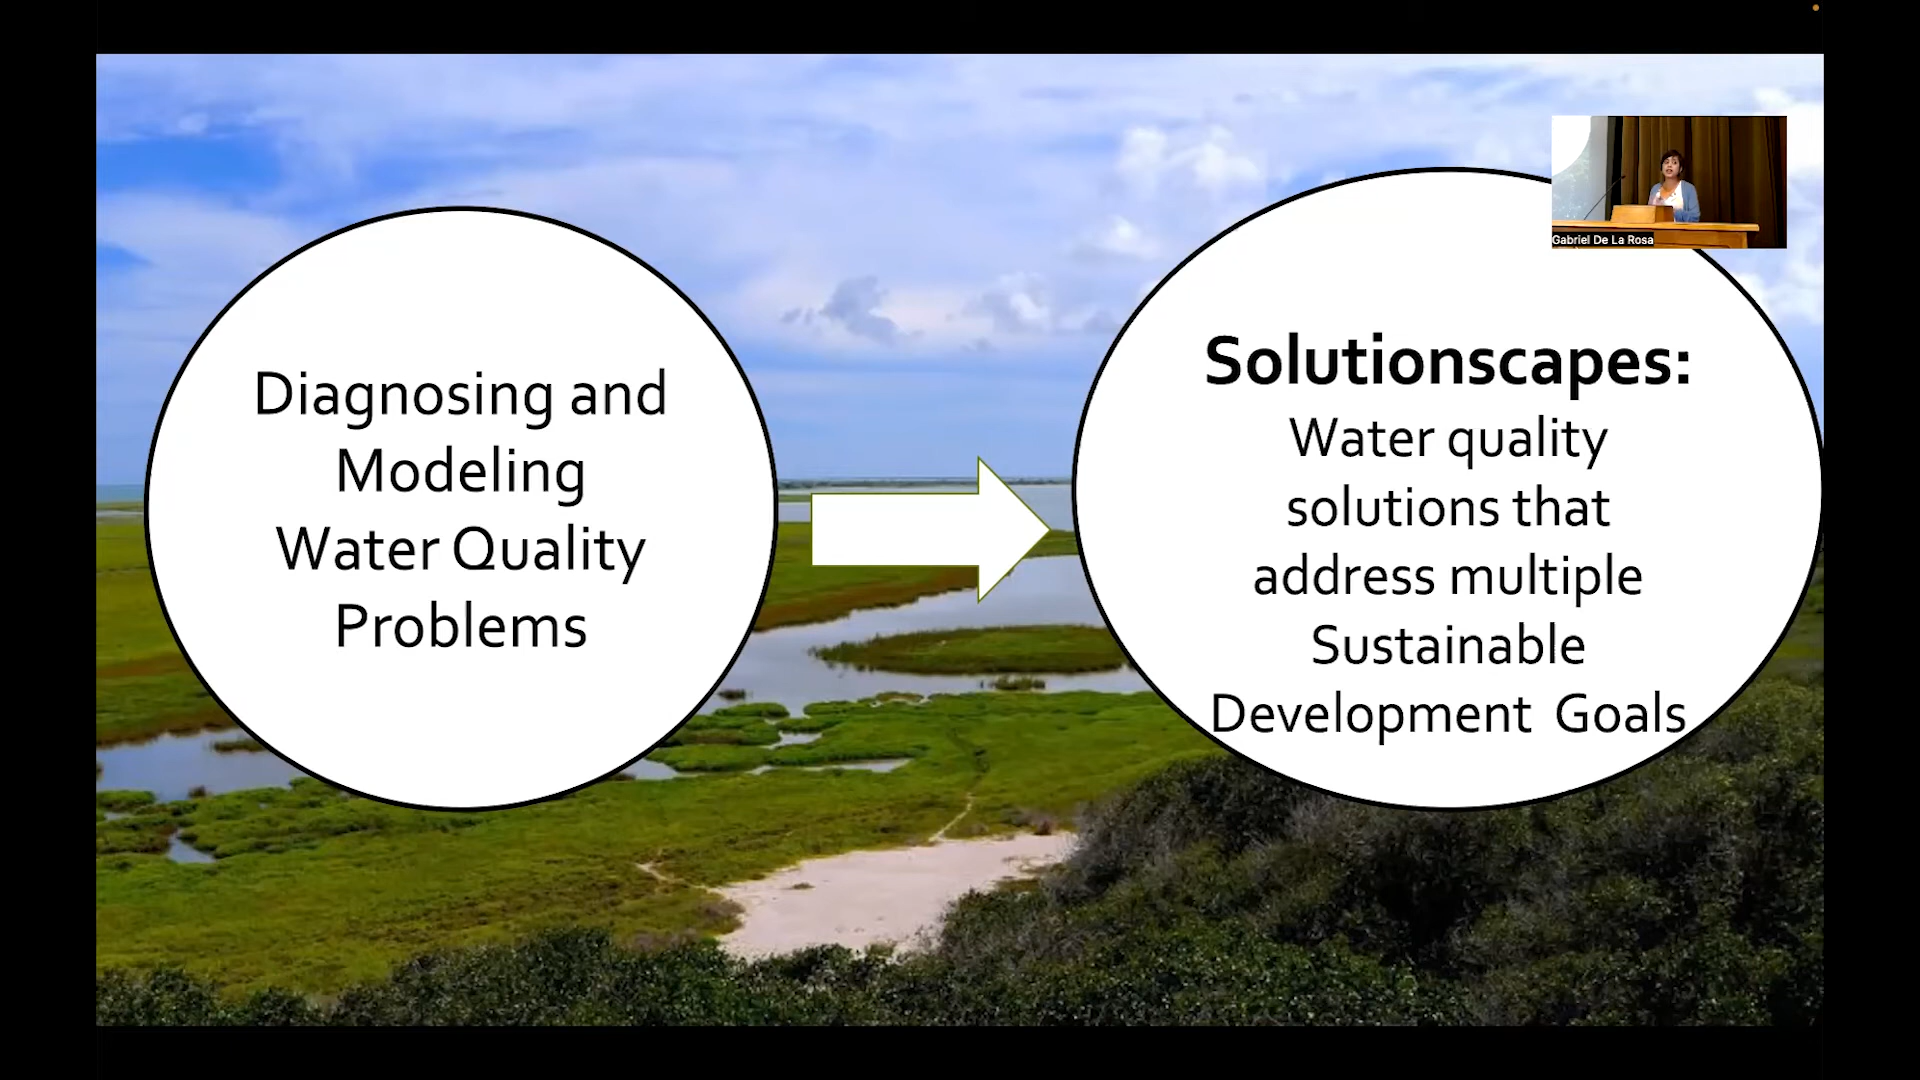 Diagnosing and
Modeling
Water Quality
Problems
Solutionscapes:
Water quality
solutions that
address multiple
Sustainable
Development Goals
Gabriel De La Rosa